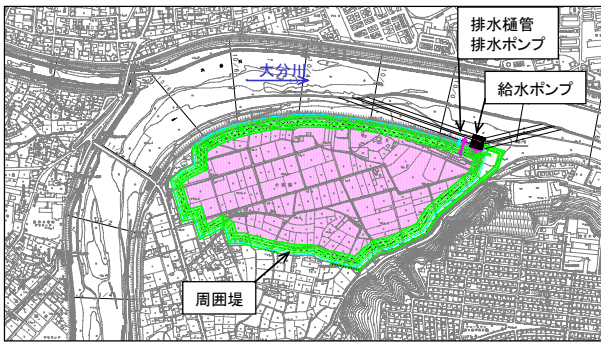 排水樋管
排水ポンプ
大分川
給水ポンプ
周囲堤